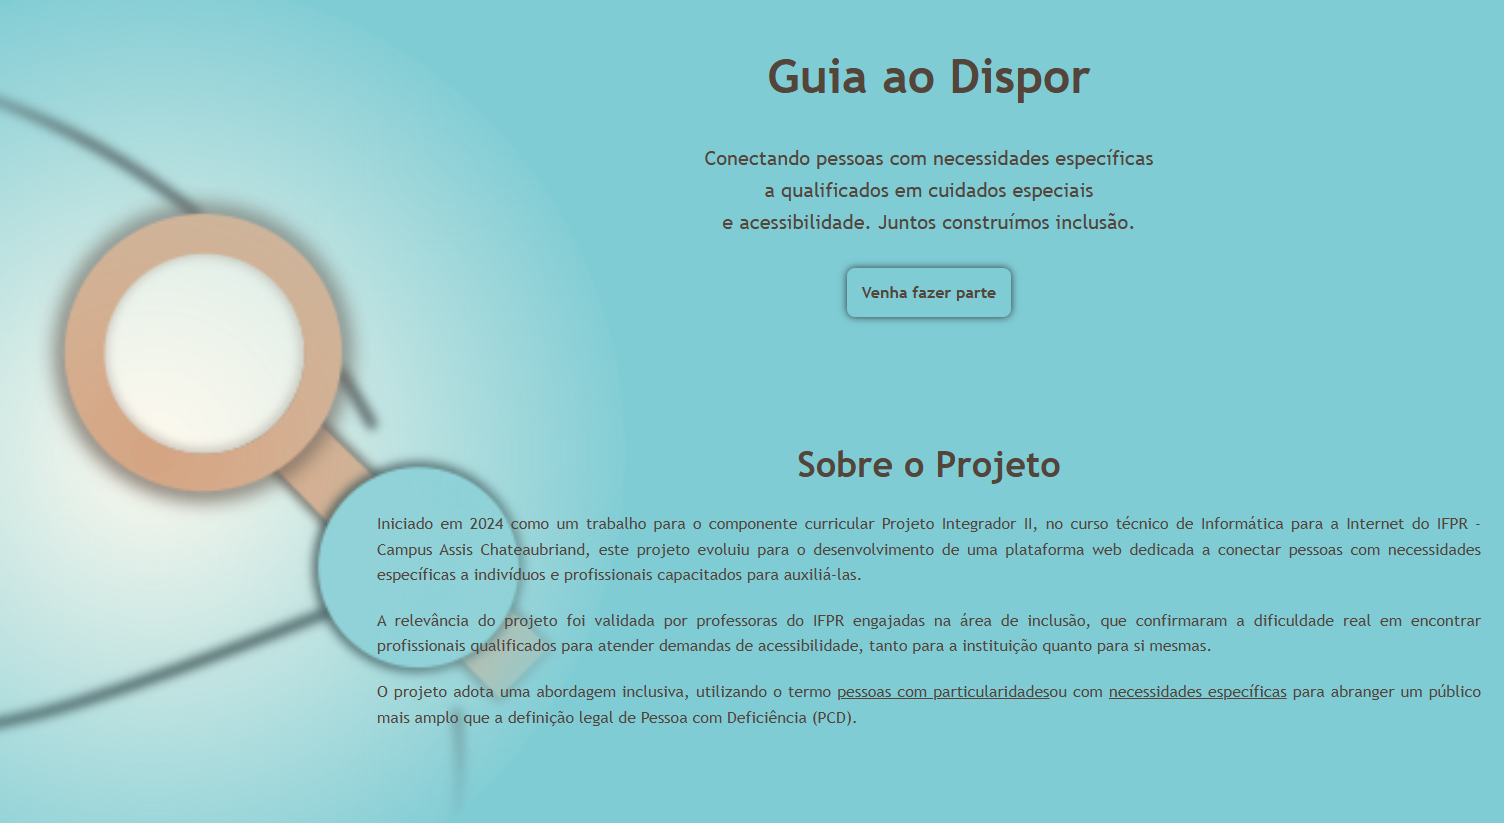 Guia ao Dispor
Conectando pessoas com necessidades específicas
a qualificados em cuidados especiais
e acessibilidade. Juntos construímos inclusão.
Venha fazer parte
Sobre o Projeto
Iniciado em 2024 como um trabalho para o componente curricular Projeto Integrador II, no curso técnico de Informática para a Internet do IFPR -
Campus Assis Chateaubriand, este projeto evoluiu para o desenvolvimento de uma plataforma web dedicada a conectar pessoas com necessidades
específicas a indivíduos e profissionais capacitados para auxiliá-las.
A relevância do projeto foi validada por professoras do IFPR engajadas na área de inclusão, que confirmaram a dificuldade real em encontrar
profissionais qualificados para atender demandas de acessibilidade, tanto para a instituição quanto para si mesmas.
O projeto adota uma abordagem inclusiva, utilizando o termo pessoas com particularidadesou com necessidades específicas para abranger um público
mais amplo que a definição legal de Pessoa com Deficiência (PCD).